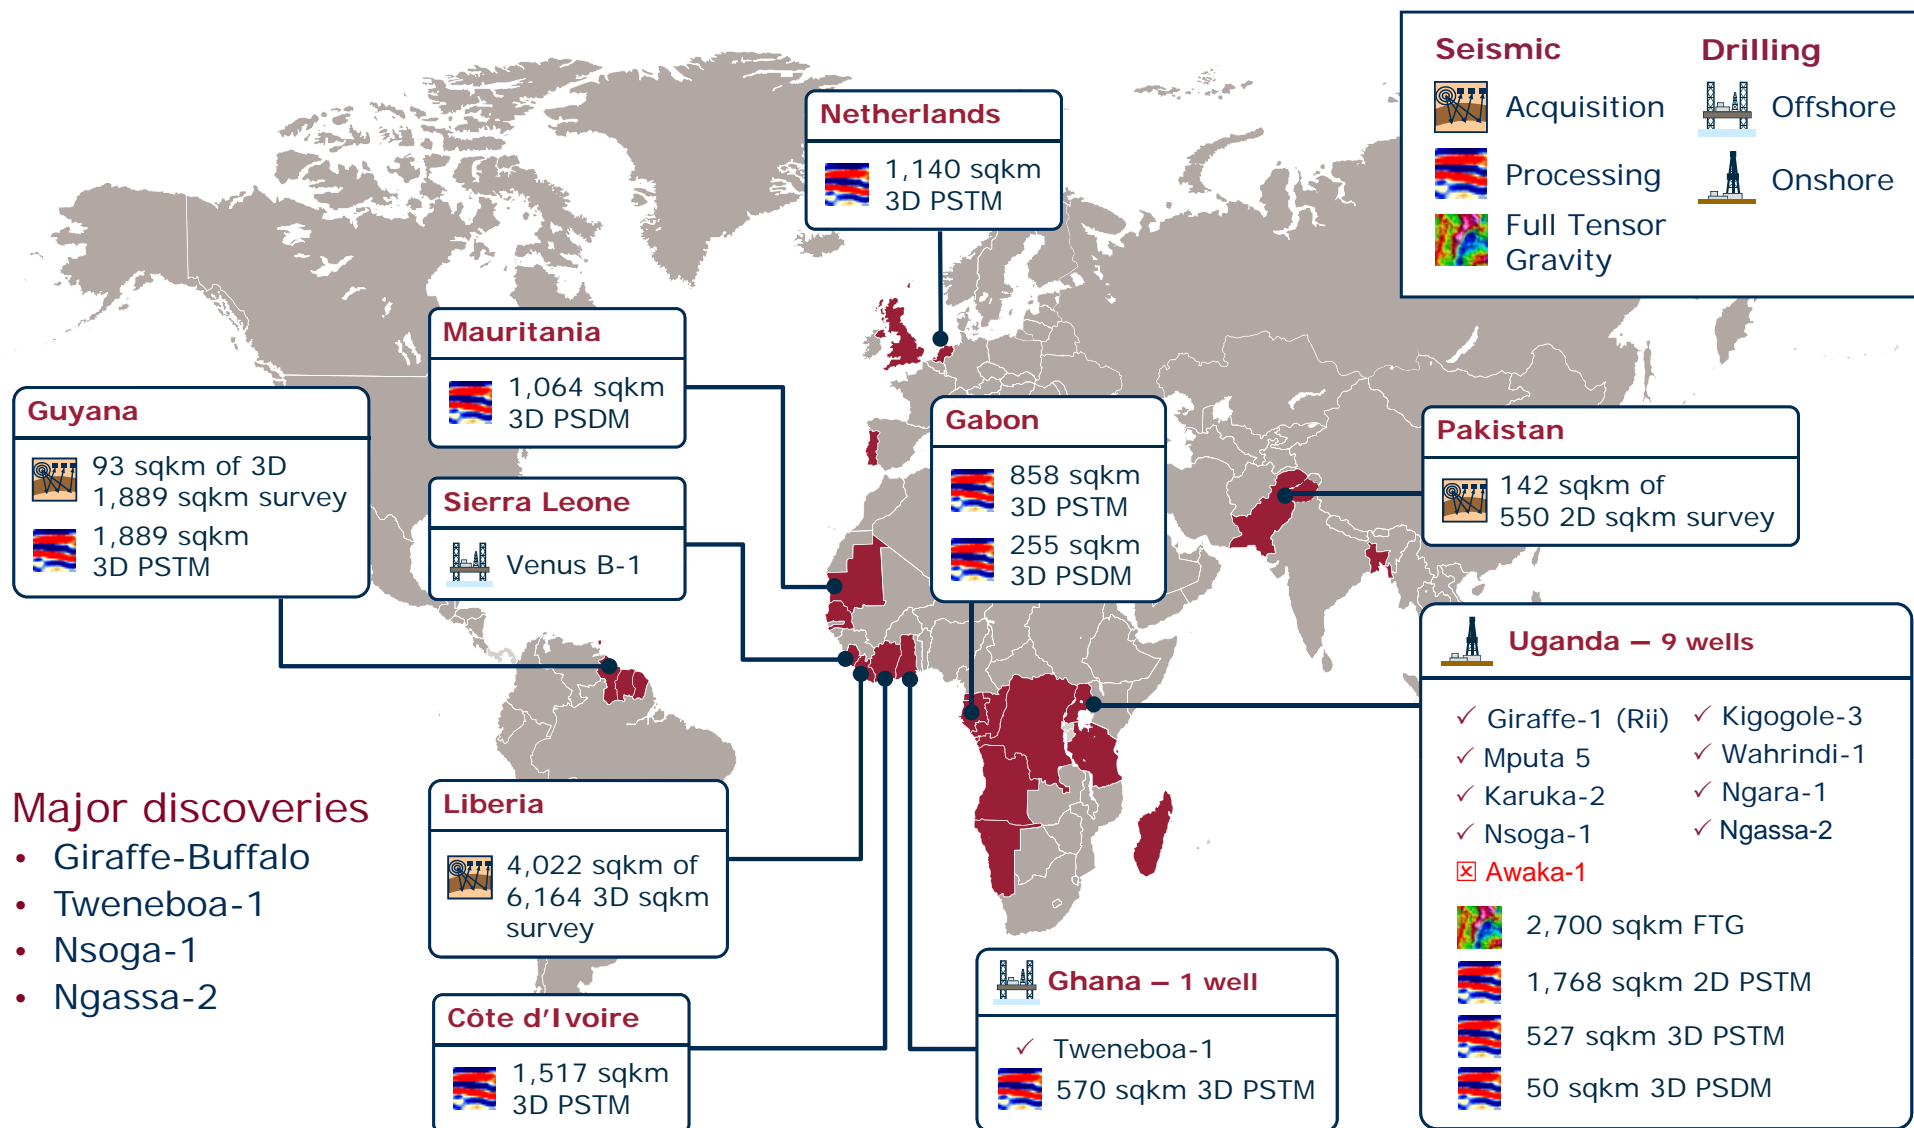 Seismic
Acquisition
Processing
Full Tensor
Gravity
Drilling
Offshore
Onshore
Netherlands
1,140 sqkm
3D PSTM
Mauritania
1,064 sqkm
3D PSDM
Guyana
93 sqkm of 3D
1,889 sqkm survey
1,889 sqkm
3D PSTM
Sierra Leone
Venus B-1
Gabon
858 sqkm
3D PSTM
255 sqkm
3D PSDM
Pakistan
142 sqkm of
550 2D sqkm survey
Uganda – 9 wells
✓ Giraffe-1 (Rii)
✓ Mputa 5
✓ Karuka-2
✓ Nsoga-1
☒ Awaka-1
✓ Kigogole-3
✓ Wahrindi-1
✓ Ngara-1
✓ Ngassa-2
2,700 sqkm FTG
1,768 sqkm 2D PSTM
527 sqkm 3D PSTM
50 sqkm 3D PSDM
Major discoveries
• Giraffe-Buffalo
• Tweneboa-1
• Nsoga-1
• Ngassa-2
Liberia
4,022 sqkm of
6,164 3D sqkm
survey
Côte d'Ivoire
1,517 sqkm
3D PSTM
Ghana – 1 well
✓ Tweneboa-1
570 sqkm 3D PSTM